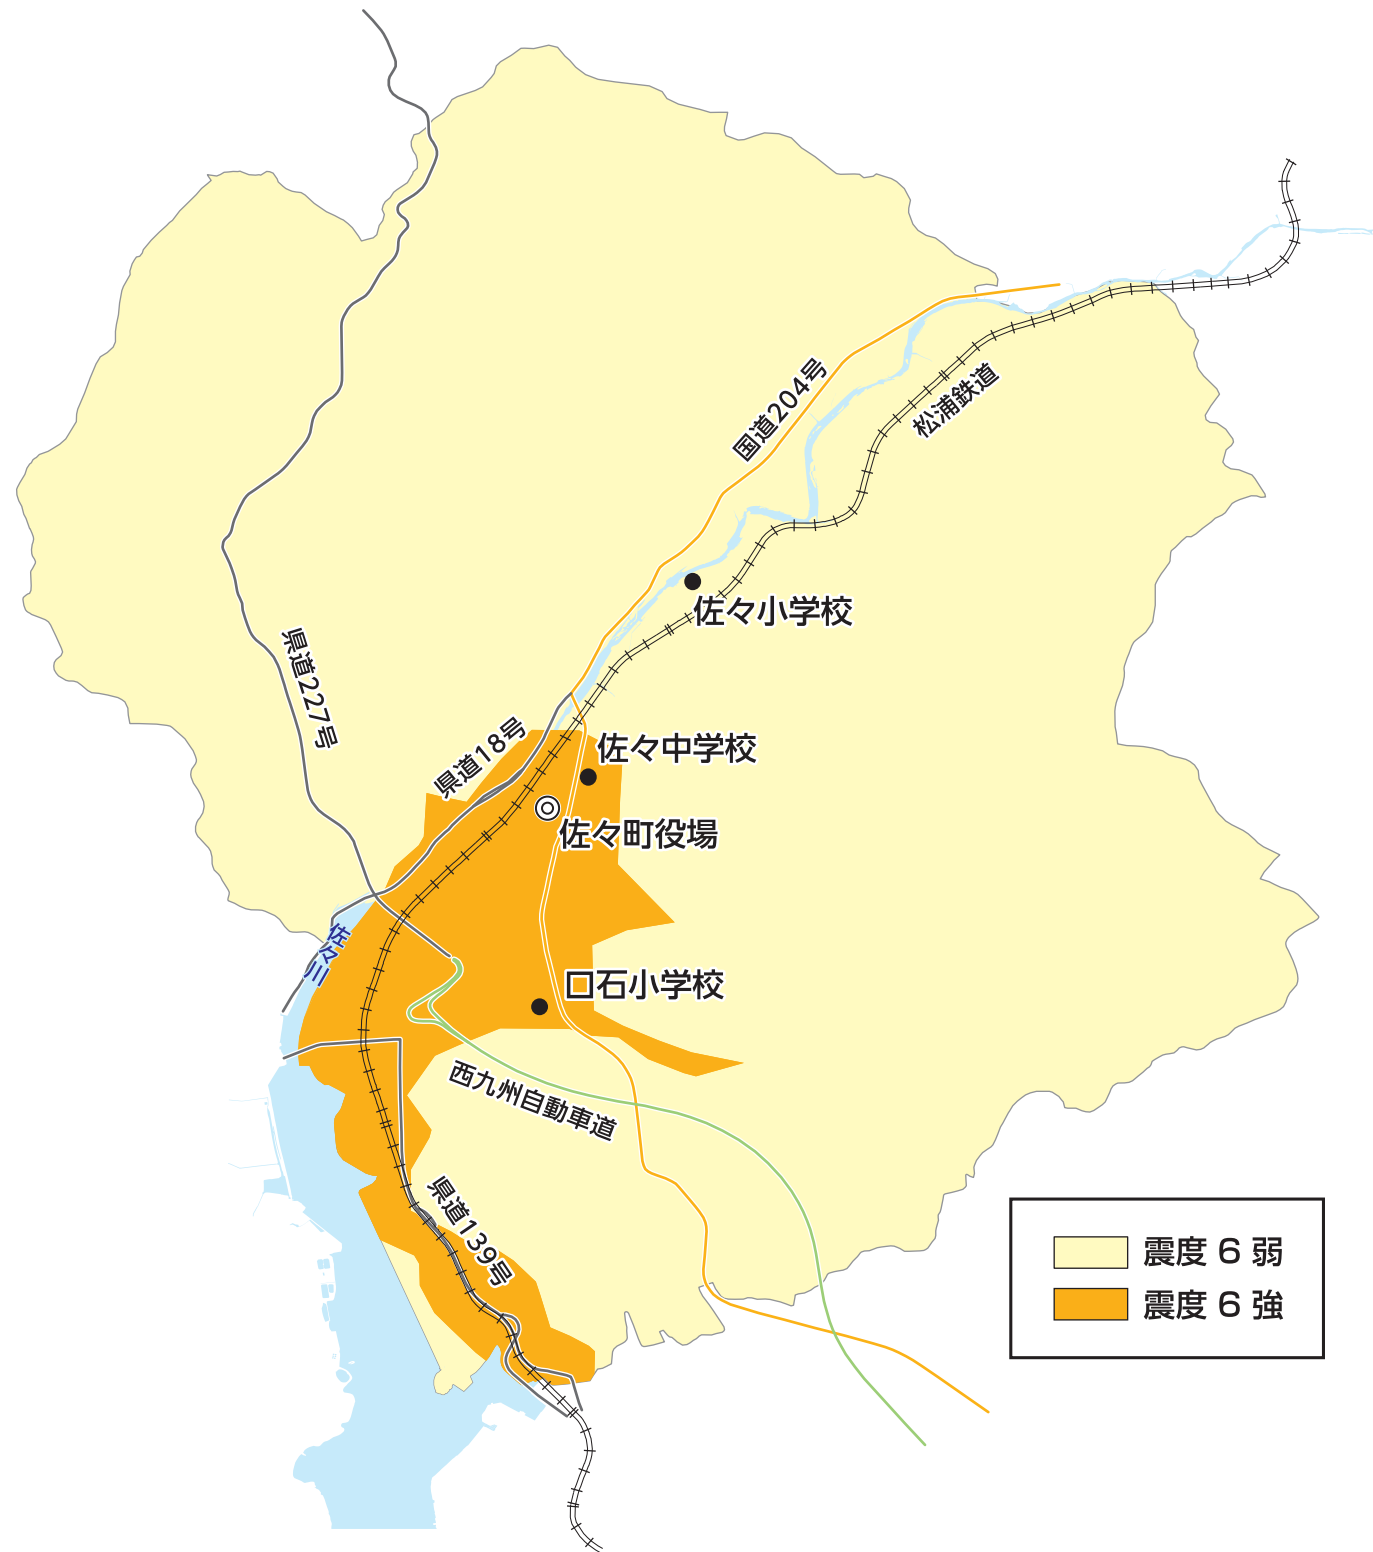 国道204号
松浦鉄道
佐々小学校
県道227号
県道18号
佐々中学校
佐々町役場
佐々川
口石小学校
西九州自動車道
県道139号
震度 6 弱
震度 6 強